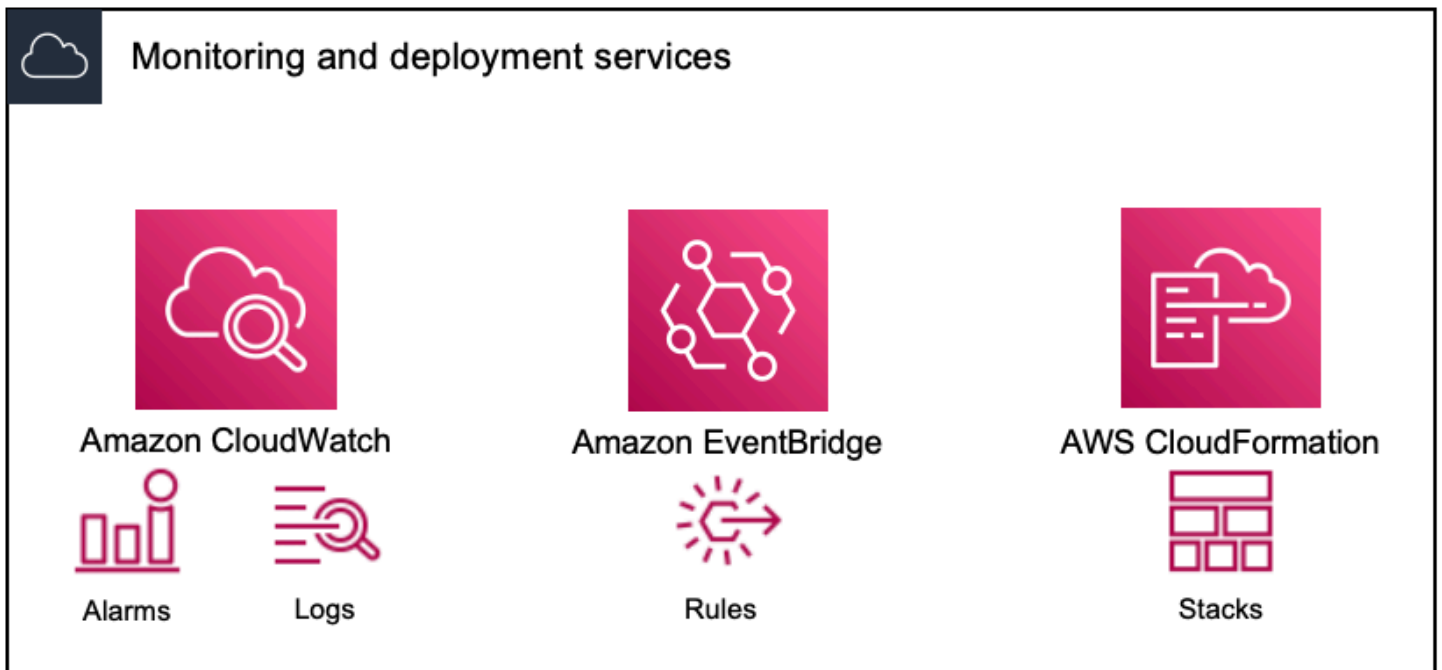 Monitoring and deployment services
Amazon CloudWatch
Amazon EventBridge
AWS CloudFormation
Alarms
Logs
Rules
Stacks